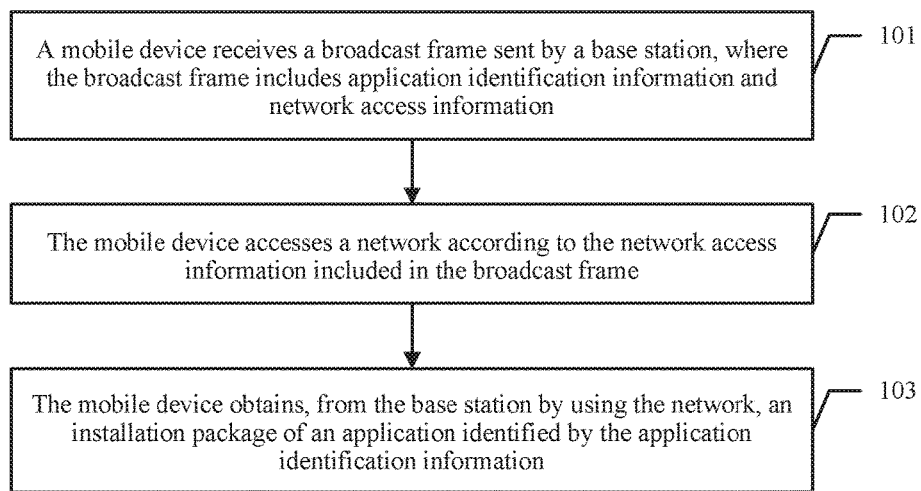 A mobile device receives a broadcast frame sent by a base station, where
the broadcast frame includes application identification information and
network access information
101
The mobile device accesses a network according to the network access
information included in the broadcast frame
102
The mobile device obtains, from the base station by using the network, an
installation package of an application identified by the application
identification information
103